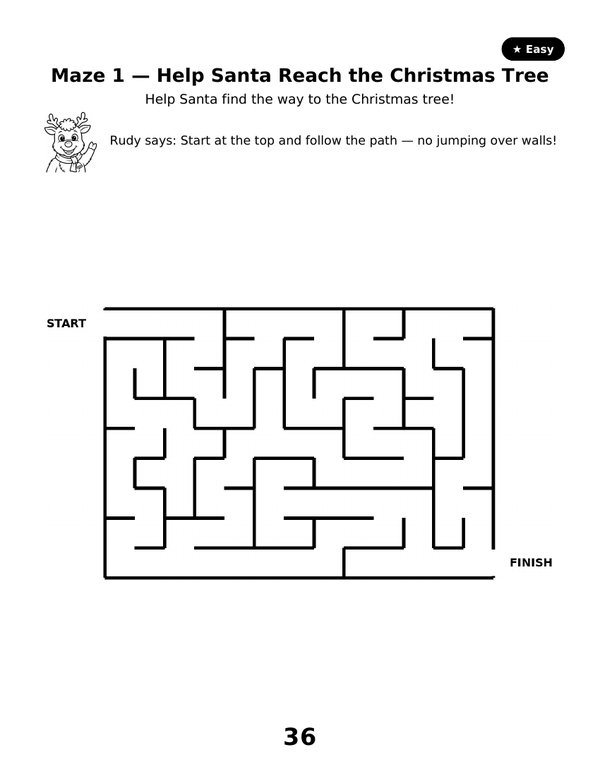 ★ Easy
Maze 1 — Help Santa Reach the Christmas Tree
Help Santa find the way to the Christmas tree!
Rudy says: Start at the top and follow the path — no jumping over walls!
START
FINISH
36